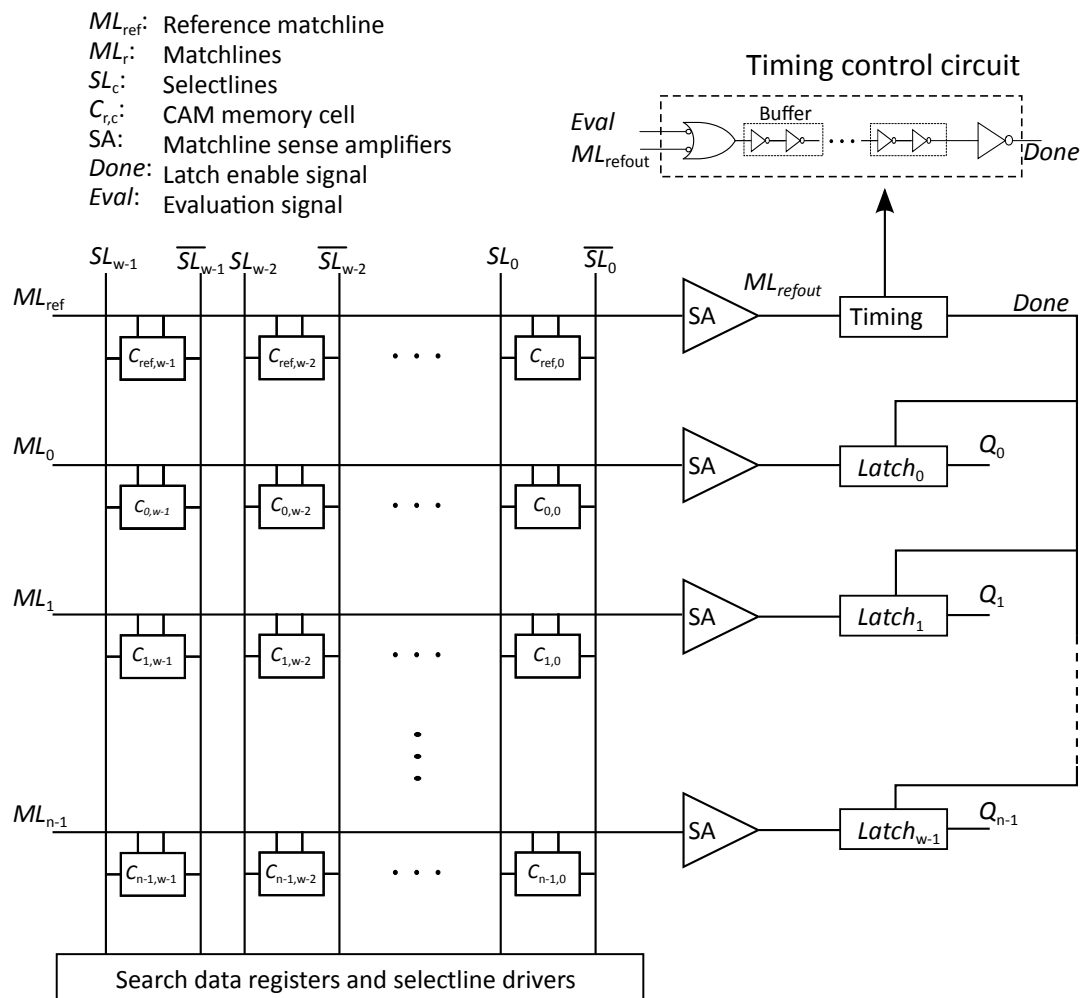 ML_ref: Reference matchline
ML_r: Matchlines
SL_c: Selectlines
C_r,c: CAM memory cell
SA: Matchline sense amplifiers
Done: Latch enable signal
Eval: Evaluation signal
Timing control circuit
Buffer
Eval
ML_refout
. . .
Done
SL_w-1 S̅L̅_w-1 SL_w-2 S̅L̅_w-2 SL_0 S̅L̅_0
ML_ref SA ML_refout Timing Done
C_ref,w-1 C_ref,w-2 . . . C_ref,0
ML_0 SA Latch_0 Q_0
C_0,w-1 C_0,w-2 . . . C_0,0
ML_1 SA Latch_1 Q_1
C_1,w-1 C_1,w-2 . . . C_1,0
ML_n-1 SA Latch_w-1 Q_n-1
C_n-1,w-1 C_n-1,w-2 . . . C_n-1,0
Search data registers and selectline drivers